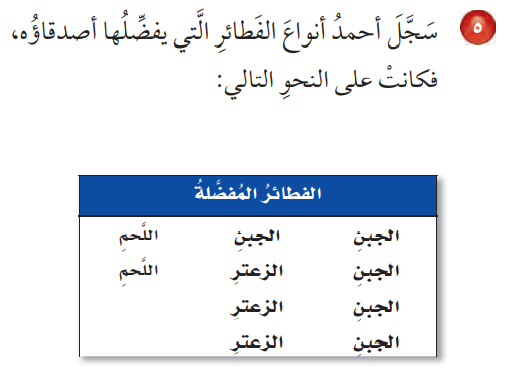 ٥ سَجَّلَ أحمدُ أنواعَ الفَطائرِ الَّتي يفضِّلُها أصدقاؤُه،
فكانتْ على النحوِ التالي:
الفطائرُ المُفضَّلةُ
الجبنِ الجبنِ اللَّحمِ
الجبنِ الزعترِ اللَّحمِ
الجبنِ الزعترِ
الجبنِ الزعترِ